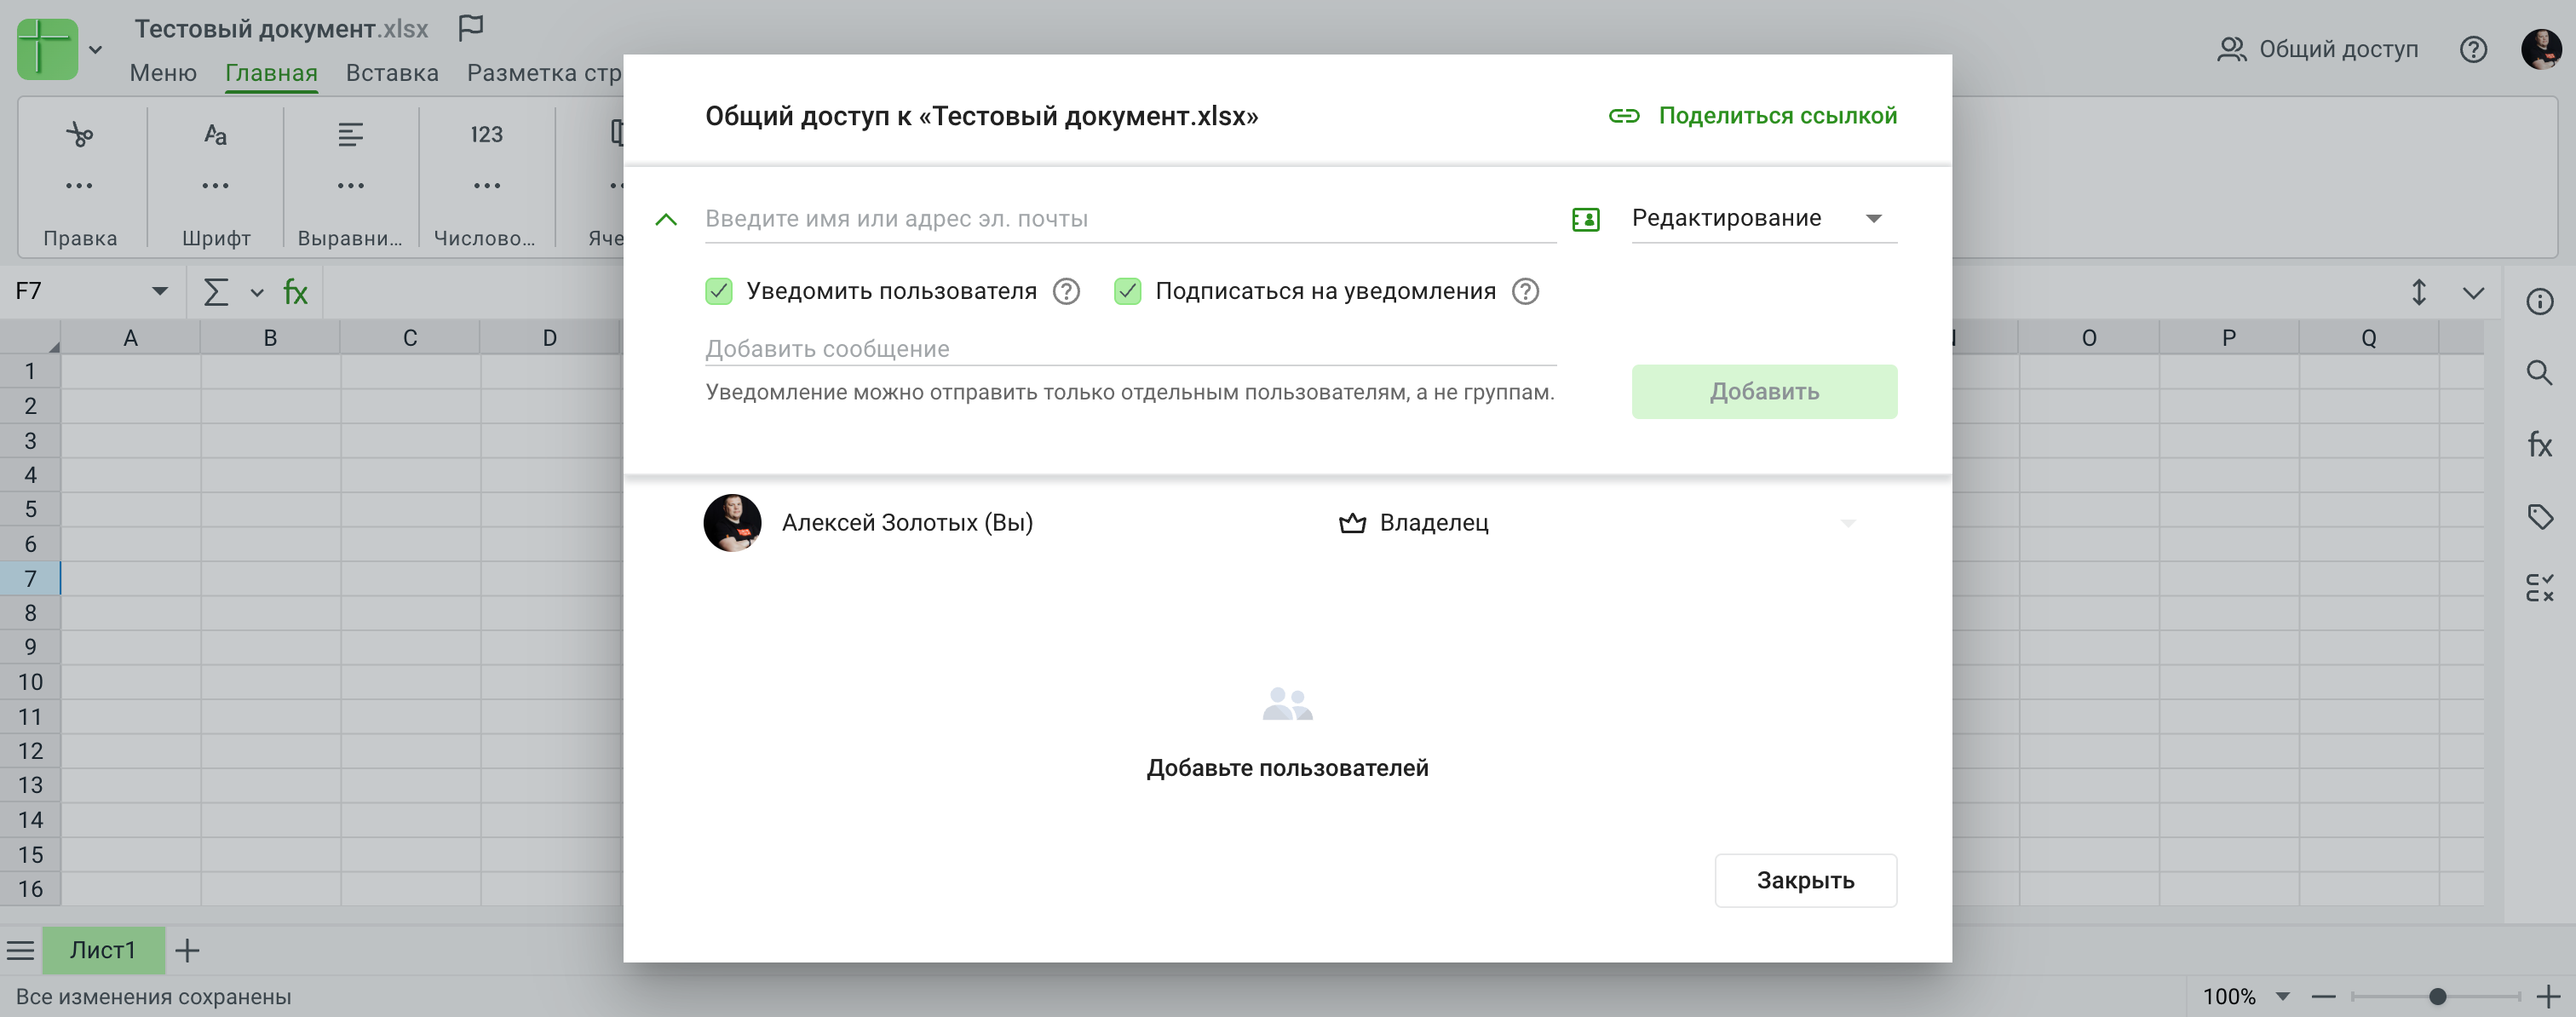 Тестовый документ.xlsx
Меню Главная Вставка Разметка стр
Общий доступ
Aa 123
Правка Шрифт Выравни... Числово... Яче
F7 fx
A B C D O P Q
1
2
3
4
5
6
7
8
9
10
11
12
13
14
15
16
Общий доступ к «Тестовый документ.xlsx» Поделиться ссылкой
Введите имя или адрес эл. почты Редактирование
Уведомить пользователя Подписаться на уведомления
Добавить сообщение
Уведомление можно отправить только отдельным пользователям, а не группам. Добавить
Алексей Золотых (Вы) Владелец
Добавьте пользователей
Закрыть
fx
Лист1
Все изменения сохранены 100%